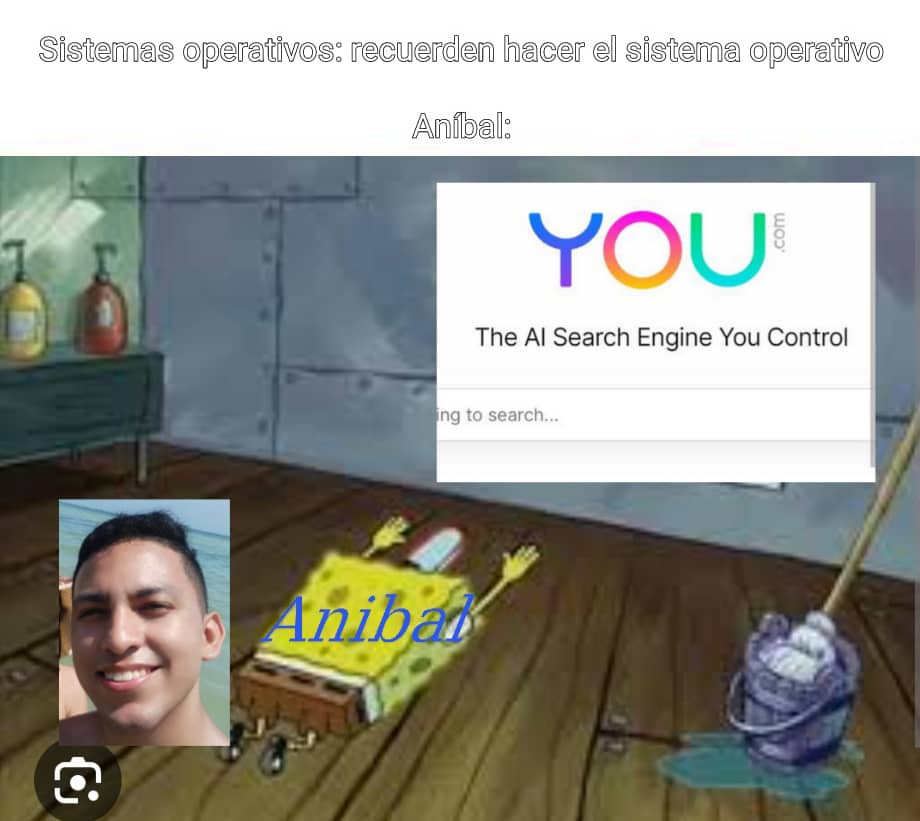 Sistemas operativos: recuerden hacer el sistema operativo
Aníbal:
YOU.com
The AI Search Engine You Control
ing to search...
Anibal